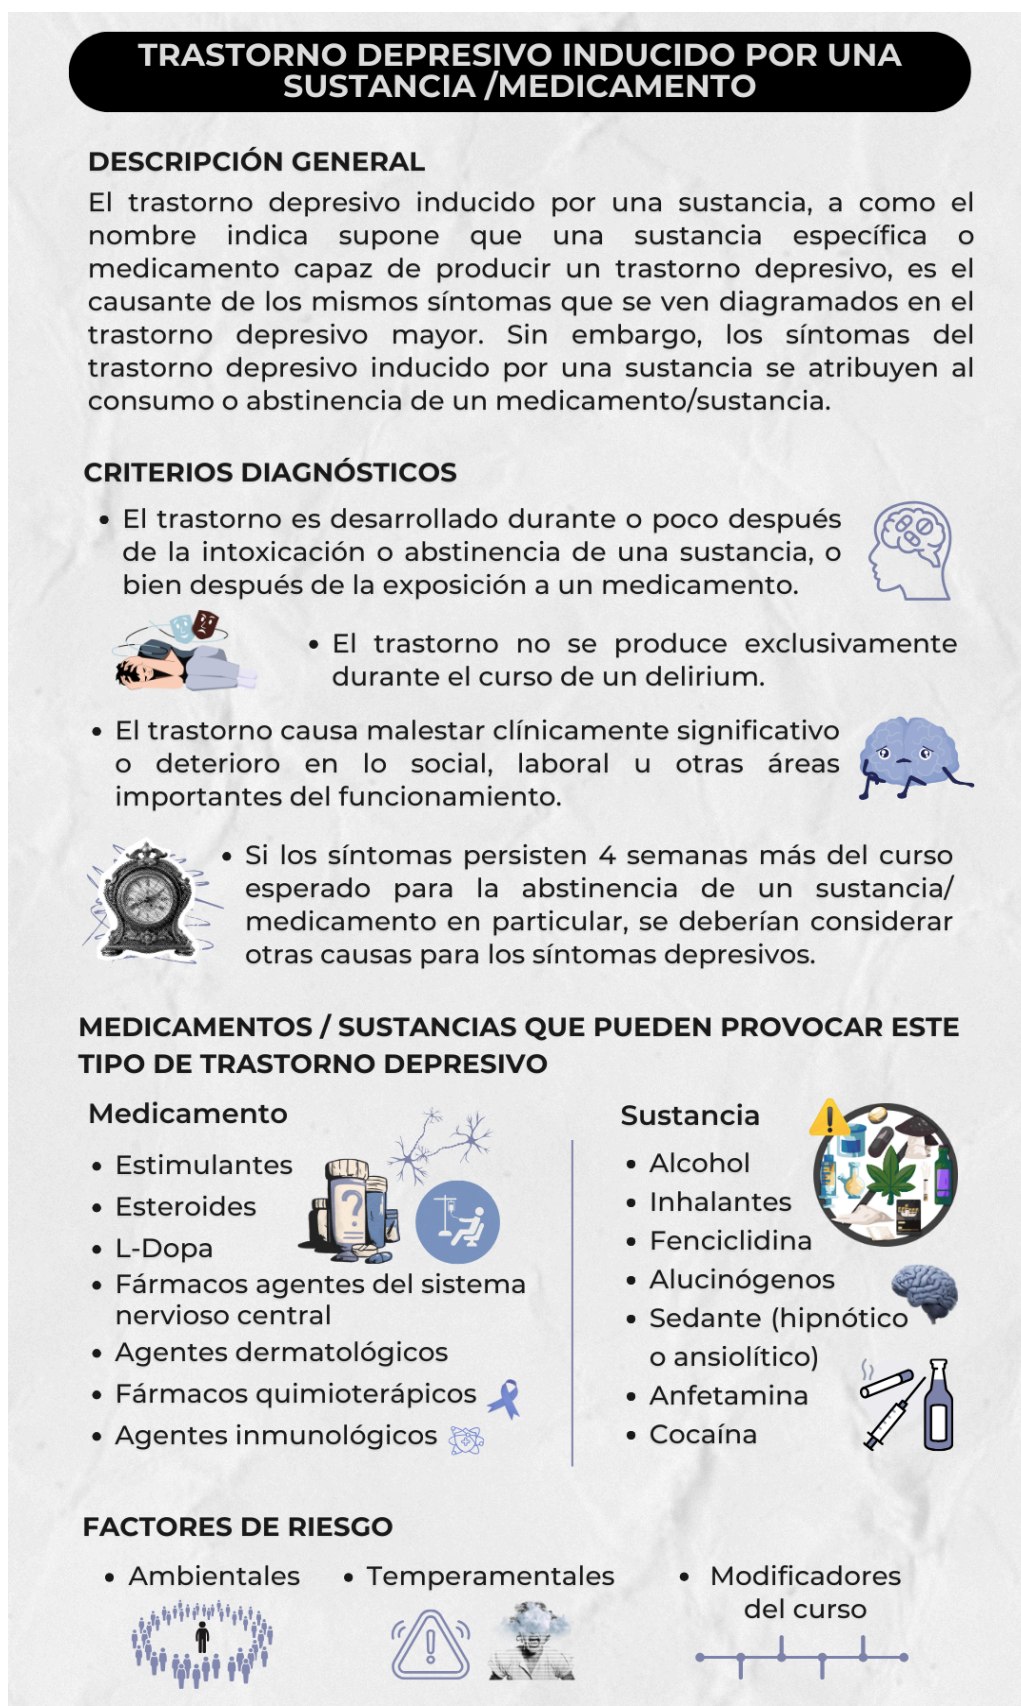 TRASTORNO DEPRESIVO INDUCIDO POR UNA
SUSTANCIA /MEDICAMENTO
DESCRIPCIÓN GENERAL
El trastorno depresivo inducido por una sustancia, a como el
nombre indica supone que una sustancia específica o
medicamento capaz de producir un trastorno depresivo, es el
causante de los mismos síntomas que se ven diagramados en el
trastorno depresivo mayor. Sin embargo, los síntomas del
trastorno depresivo inducido por una sustancia se atribuyen al
consumo o abstinencia de un medicamento/sustancia.
CRITERIOS DIAGNÓSTICOS
• El trastorno es desarrollado durante o poco después
de la intoxicación o abstinencia de una sustancia, o
bien después de la exposición a un medicamento.
• El trastorno no se produce exclusivamente
durante el curso de un delirium.
• El trastorno causa malestar clínicamente significativo
o deterioro en lo social, laboral u otras áreas
importantes del funcionamiento.
• Si los síntomas persisten 4 semanas más del curso
esperado para la abstinencia de un sustancia/
medicamento en particular, se deberían considerar
otras causas para los síntomas depresivos.
MEDICAMENTOS / SUSTANCIAS QUE PUEDEN PROVOCAR ESTE
TIPO DE TRASTORNO DEPRESIVO
Medicamento
• Estimulantes
• Esteroides
• L-Dopa
• Fármacos agentes del sistema
nervioso central
• Agentes dermatológicos
• Fármacos quimioterápicos
• Agentes inmunológicos
?
Sustancia
• Alcohol
• Inhalantes
• Fenciclidina
• Alucinógenos
• Sedante (hipnótico
o ansiolítico)
• Anfetamina
• Cocaína
FACTORES DE RIESGO
• Ambientales
• Temperamentales
• Modificadores
del curso